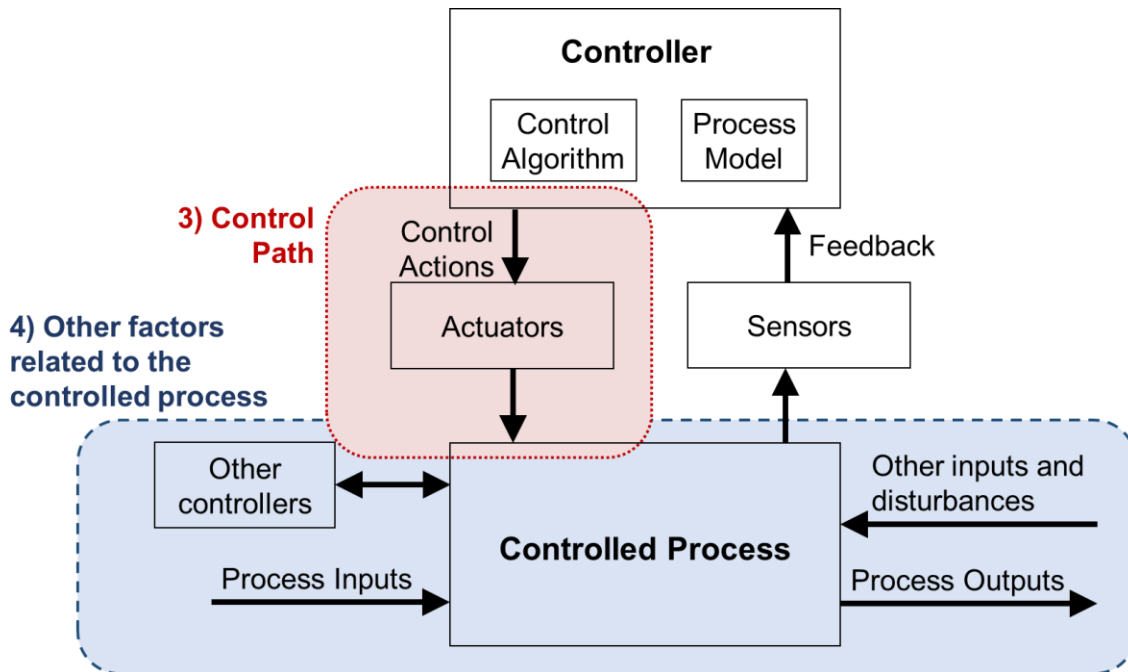 Controller
Control
Algorithm
Process
Model
3) Control
Path
Control
Actions
Feedback
Actuators
Sensors
4) Other factors
related to the
controlled process
Other
controllers
Other inputs and
disturbances
Controlled Process
Process Inputs
Process Outputs